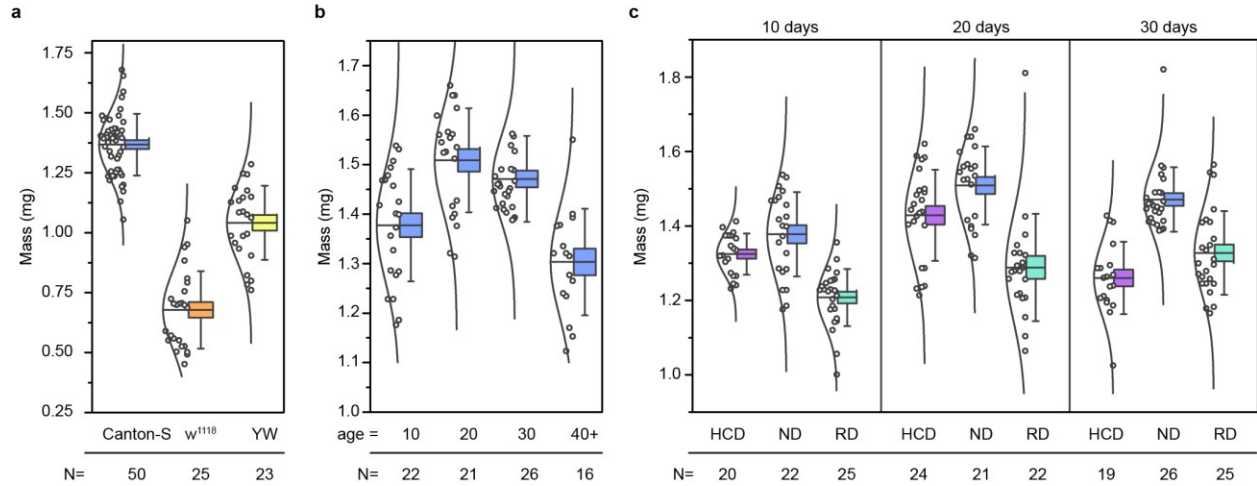 a
Mass (mg)
1.75
1.50
1.25
1.00
0.75
0.50
0.25
Canton-S w¹¹¹⁸ YW
N= 50 25 23
b
Mass (mg)
1.7
1.6
1.5
1.4
1.3
1.2
1.1
1.0
age = 10 20 30 40+
N= 22 21 26 16
c
10 days 20 days 30 days
Mass (mg)
1.8
1.6
1.4
1.2
1.0
HCD ND RD HCD ND RD HCD ND RD
N= 20 22 25 24 21 22 19 26 25